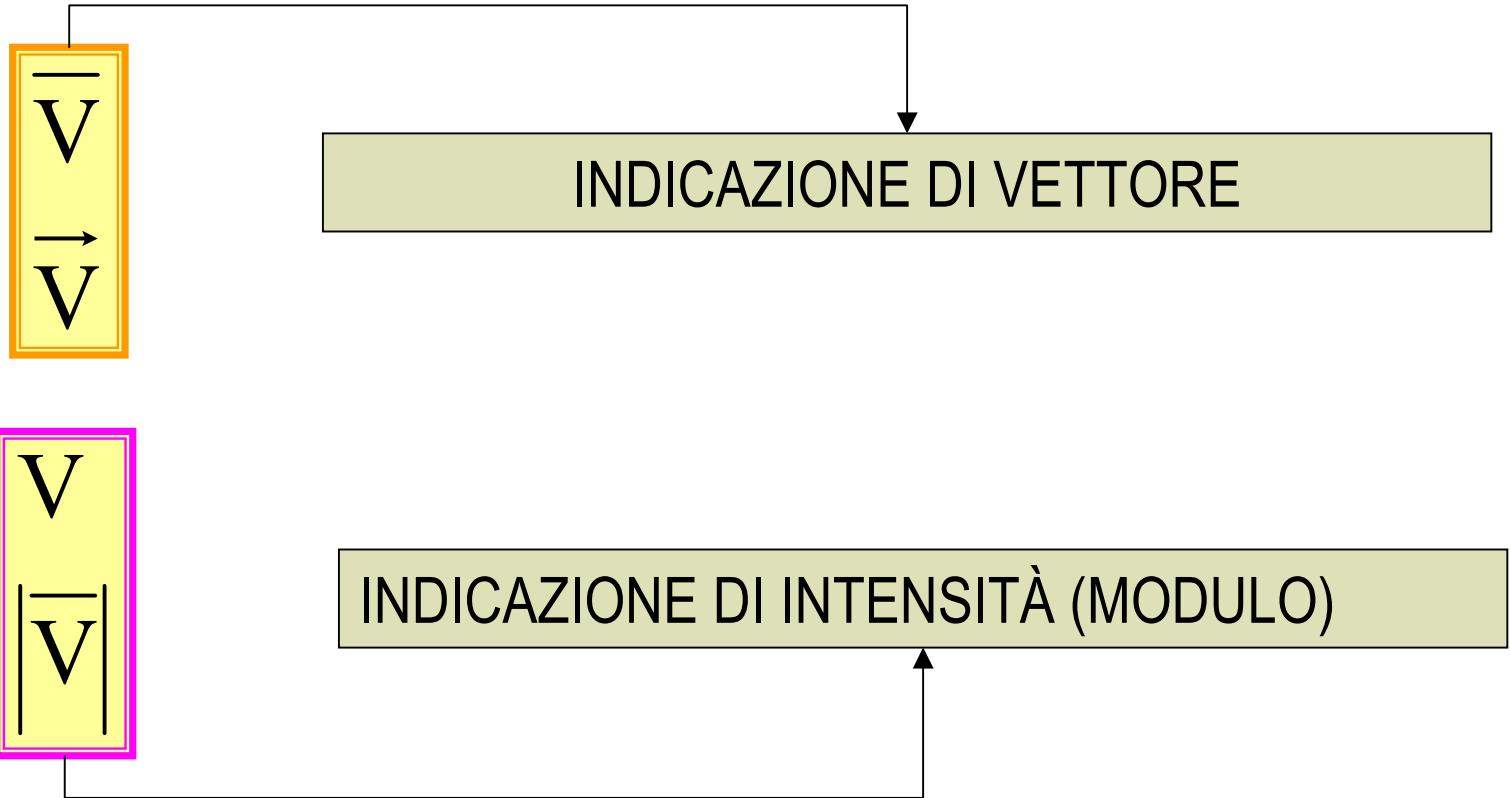 V̅
INDICAZIONE DI VETTORE
V⃗
V
INDICAZIONE DI INTENSITÀ (MODULO)
|V̅|